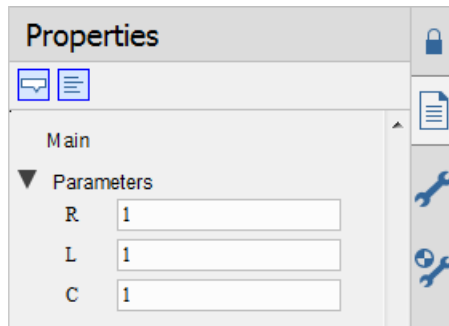 Properties
Main
Parameters
R 1
L 1
C 1